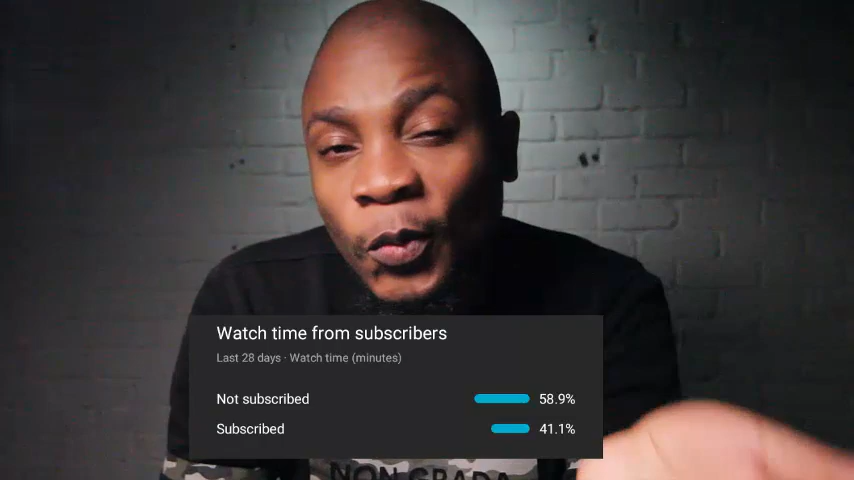 Watch time from subscribers
Last 28 days · Watch time (minutes)
Not subscribed 58.9%
Subscribed 41.1%